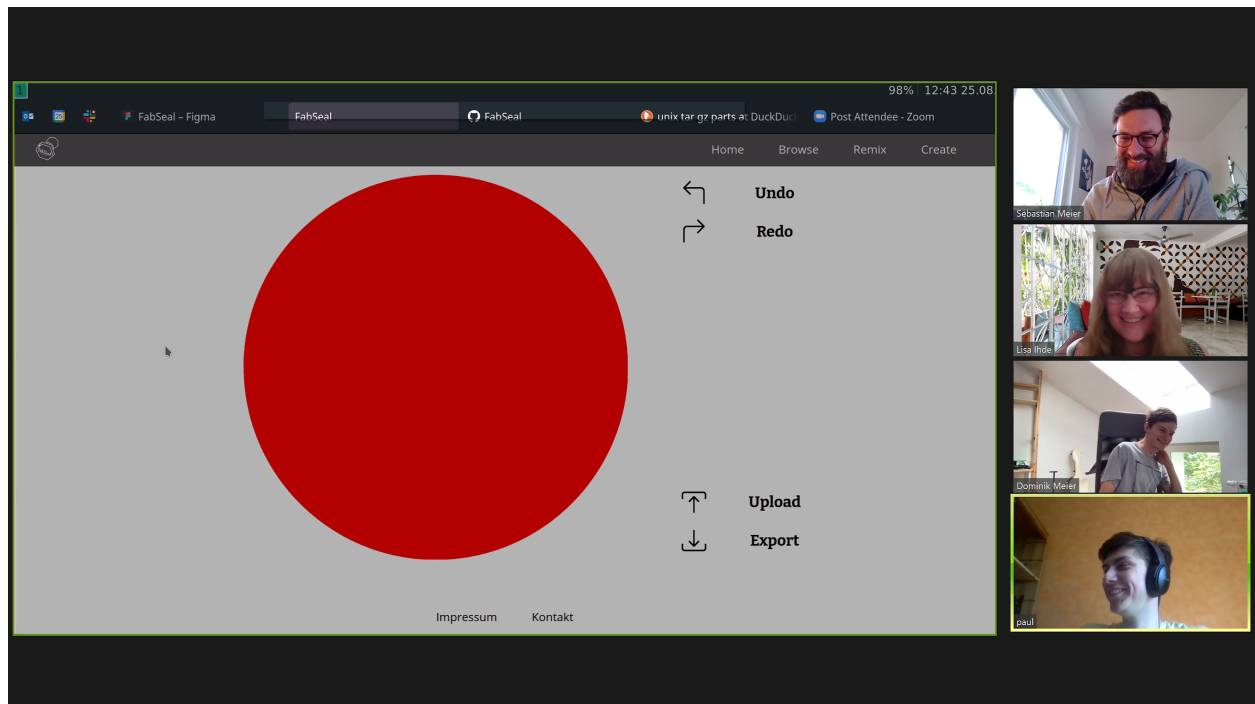 1
98% 12:43 25.08.
FabSeal – Figma
FabSeal
FabSeal
unix tar gz parts at DuckDuc
Post Attendee - Zoom
Home Browse Remix Create
Undo
Redo
Upload
Export
Impressum Kontakt
Sebastian Meier
Lisa Ihde
Dominik Meier
paul